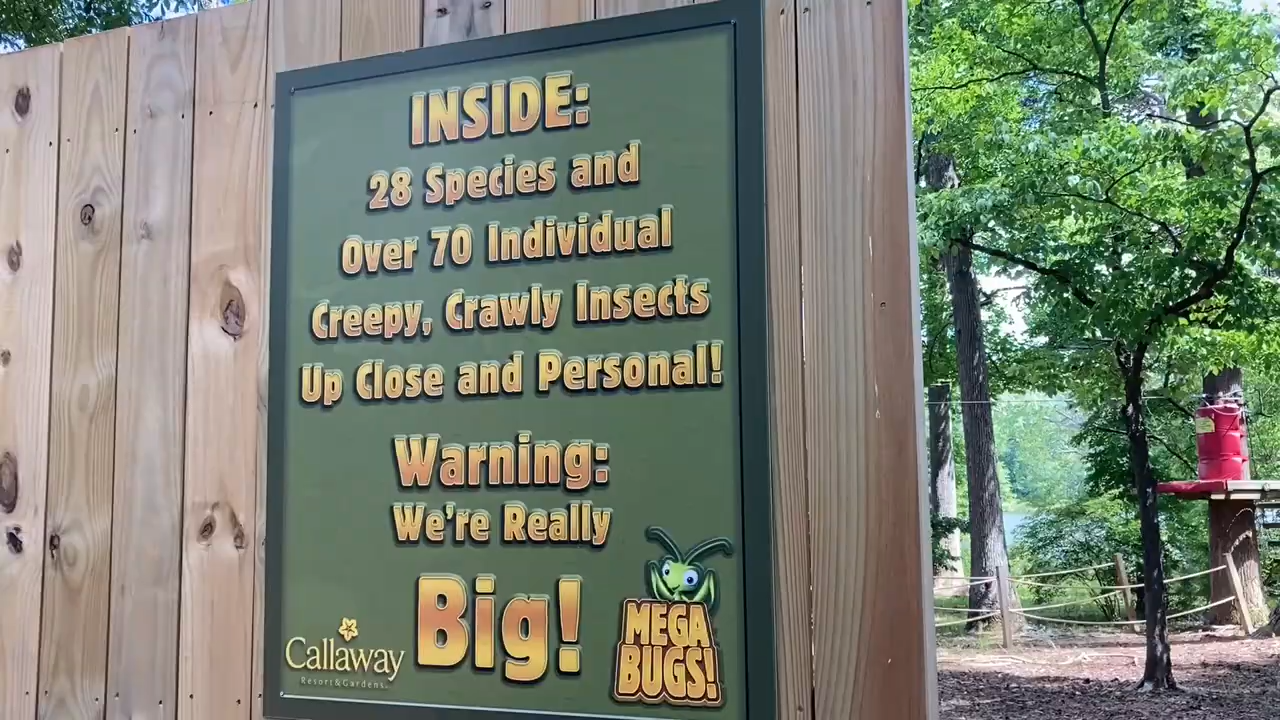 INSIDE:
28 Species and
Over 70 Individual
Creepy, Crawly Insects
Up Close and Personal!
Warning:
We're Really
Big!
Callaway
Resort & Gardens
MEGA
BUGS!